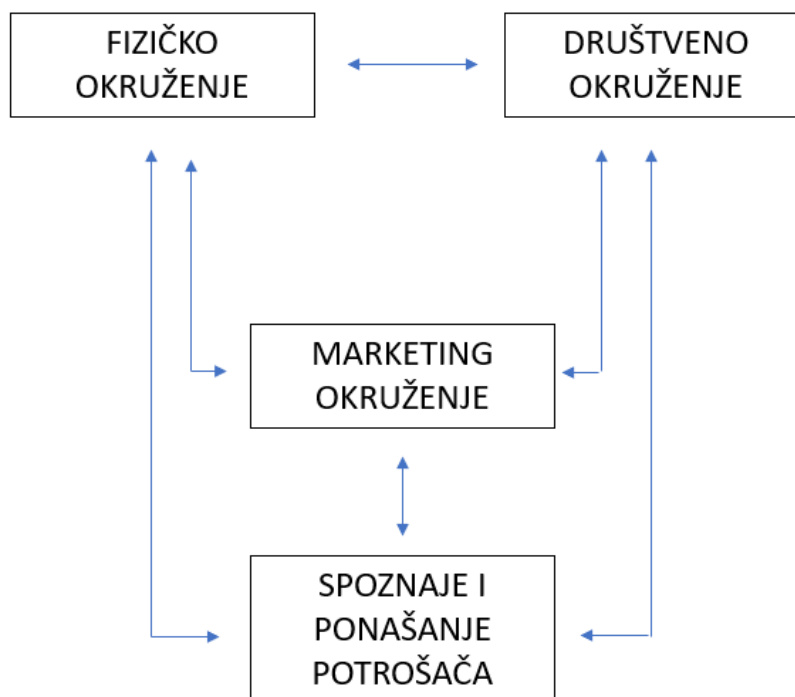 FIZIČKO
OKRUŽENJE
DRUŠTVENO
OKRUŽENJE
MARKETING
OKRUŽENJE
SPOZNAJE I
PONAŠANJE
POTROŠAČA